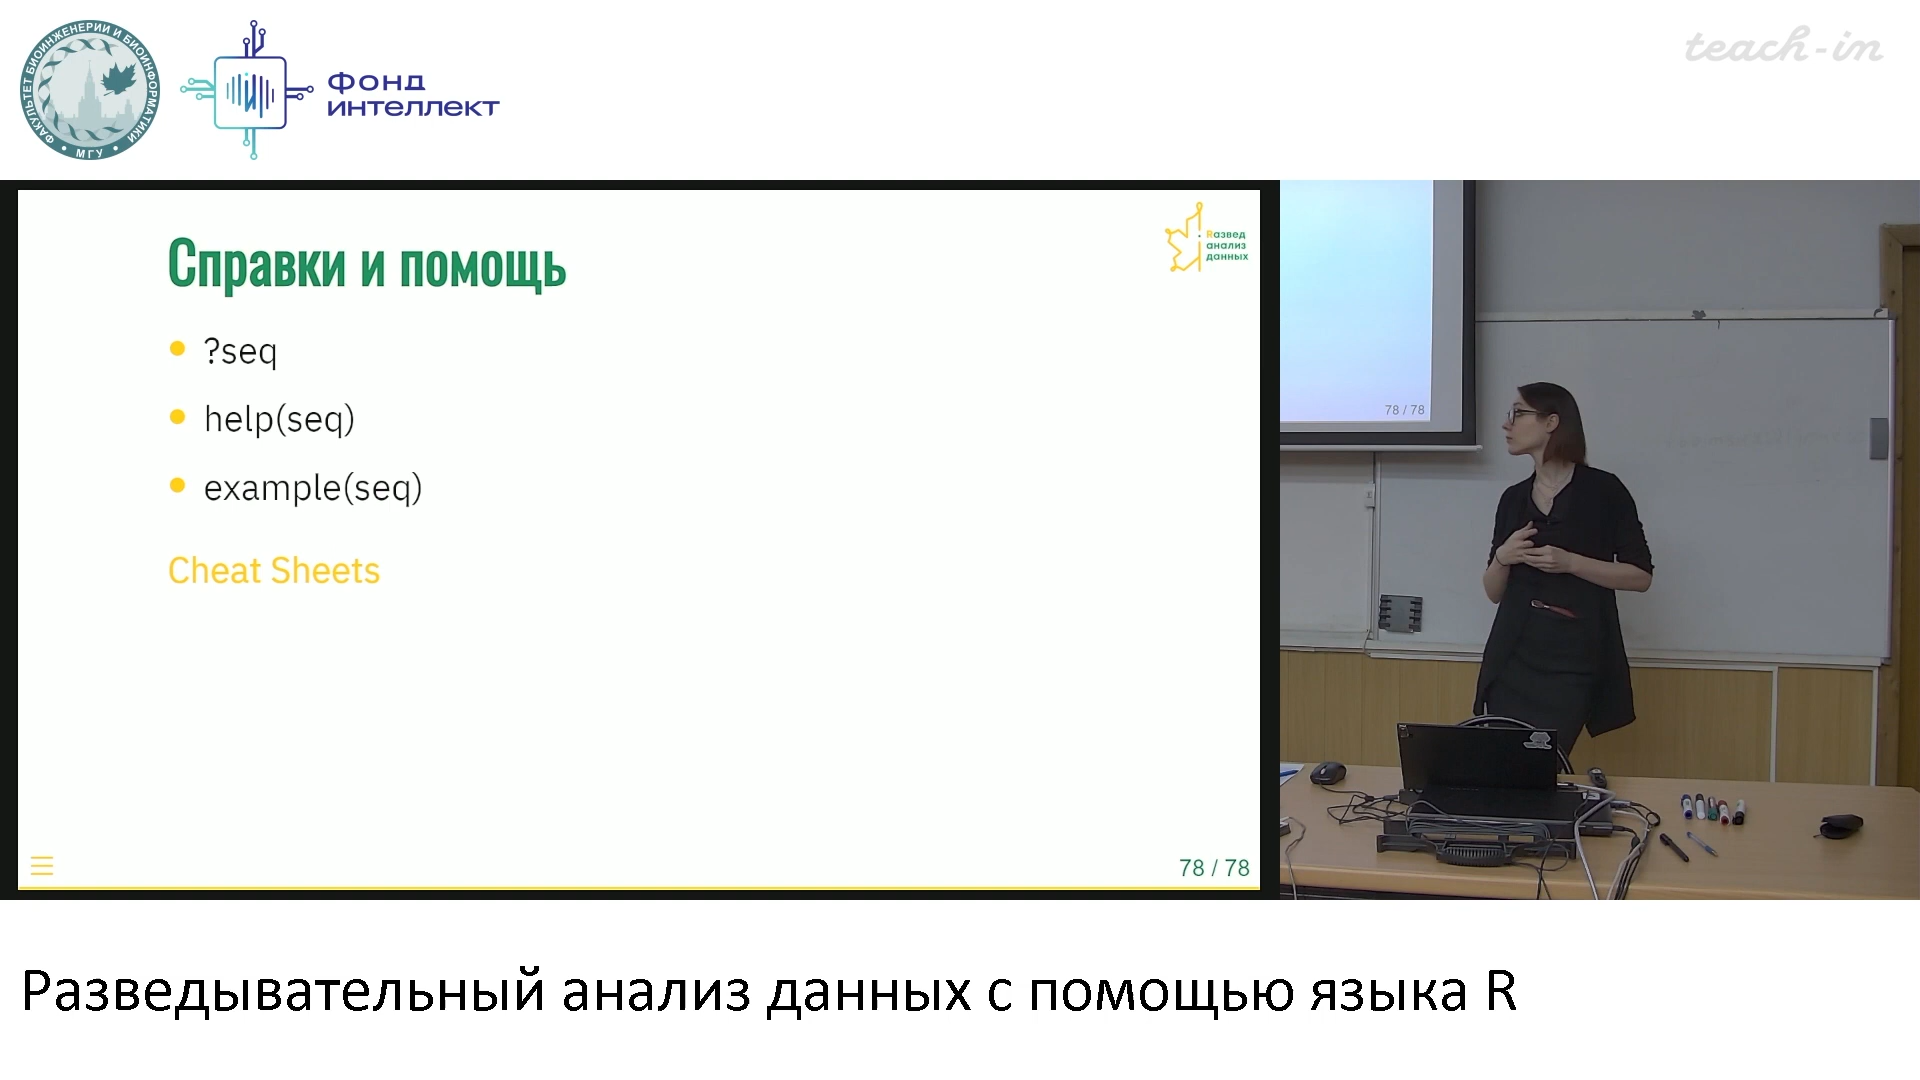 ФАКУЛЬТЕТ БИОИНЖЕНЕРИИ И БИОИНФОРМАТИКИ
МГУ
ФОНД
ИНТЕЛЛЕКТ
teach-in
Справки и помощь
Rазвед
анализ
данных
?seq
help(seq)
example(seq)
Cheat Sheets
78 / 78
78 / 78
Разведывательный анализ данных с помощью языка R